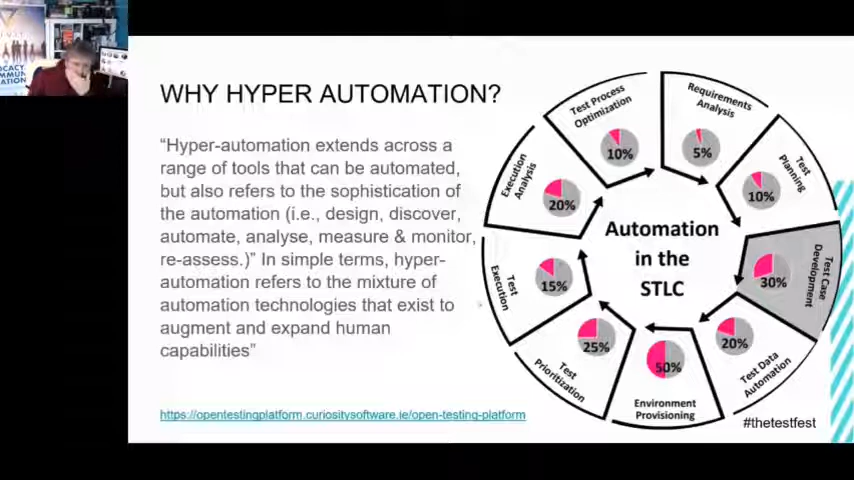 OCACY
MMUN
ATION
WHY HYPER AUTOMATION?
“Hyper-automation extends across a
range of tools that can be automated,
but also refers to the sophistication of
the automation (i.e., design, discover,
automate, analyse, measure & monitor,
re-assess.)” In simple terms, hyper-
automation refers to the mixture of
automation technologies that exist to
augment and expand human
capabilities”
https://opentestingplatform.curiositysoftware.ie/open-testing-platform
Automation
in the
STLC
Requirements
Analysis
5%
Test
Planning
10%
Test Case
Development
30%
Test Data
Automation
20%
Environment
Provisioning
50%
Test
Prioritization
25%
Test
Execution
15%
Execution
Analysis
20%
Test Process
Optimization
10%
#thetestfest